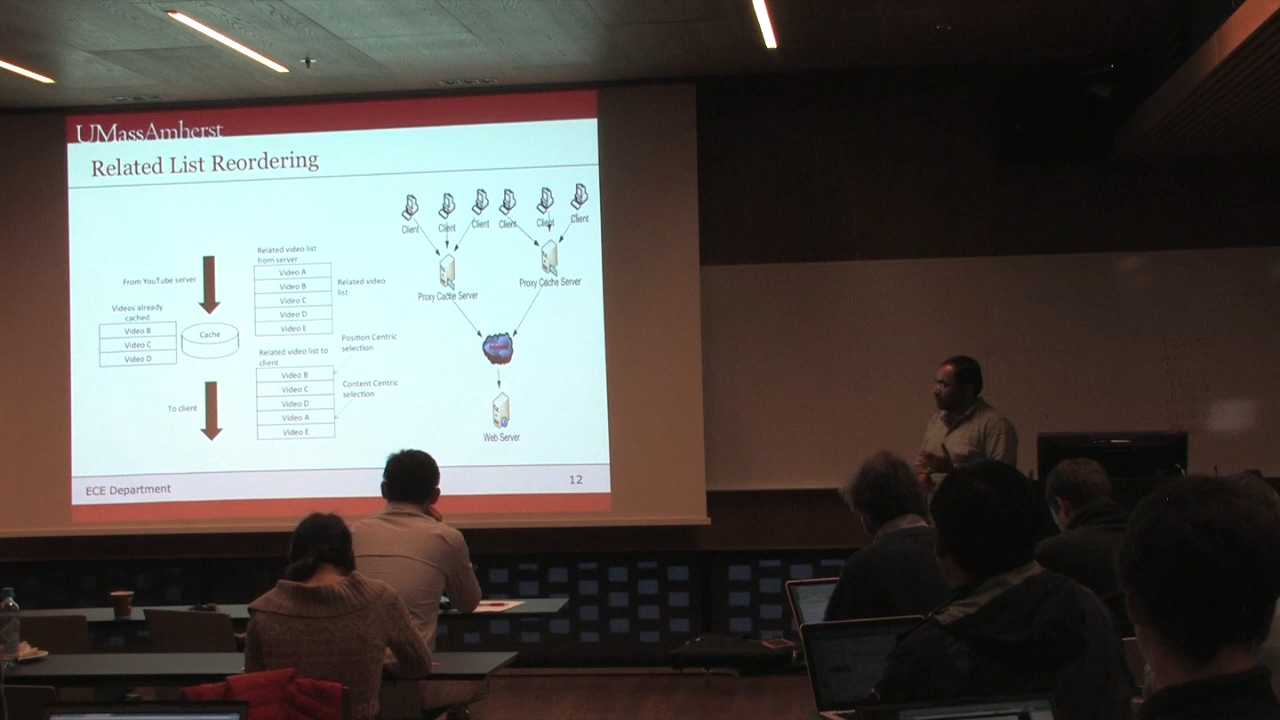 UMassAmherst
Related List Reordering
Client
Client
Client
Client
Client
Client
Proxy Cache Server
Proxy Cache Server
Web Server
From YouTube server
Videos already
cached
Video B
Video C
Video D
Cache
To client
Related video list
from server
Video A
Video B
Video C
Video D
Video E
Related video
list
Related video list to
client
Video B
Video C
Video D
Video A
Video E
Position Centric
selection
Content Centric
selection
ECE Department
12